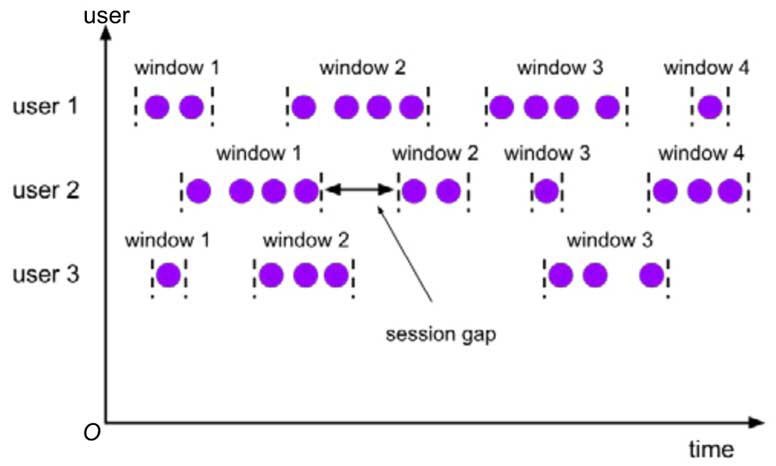 user
window 1 window 2 window 3 window 4
user 1
window 1 window 2 window 3 window 4
user 2
window 1 window 2 window 3
user 3
session gap
O
time